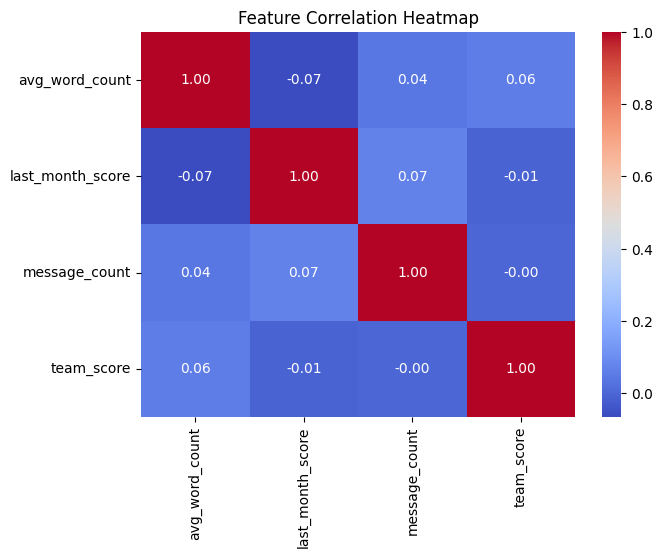 Feature Correlation Heatmap
avg_word_count 1.00 -0.07 0.04 0.06
last_month_score -0.07 1.00 0.07 -0.01
message_count 0.04 0.07 1.00 -0.00
team_score 0.06 -0.01 -0.00 1.00
avg_word_count last_month_score message_count team_score
1.0
0.8
0.6
0.4
0.2
0.0